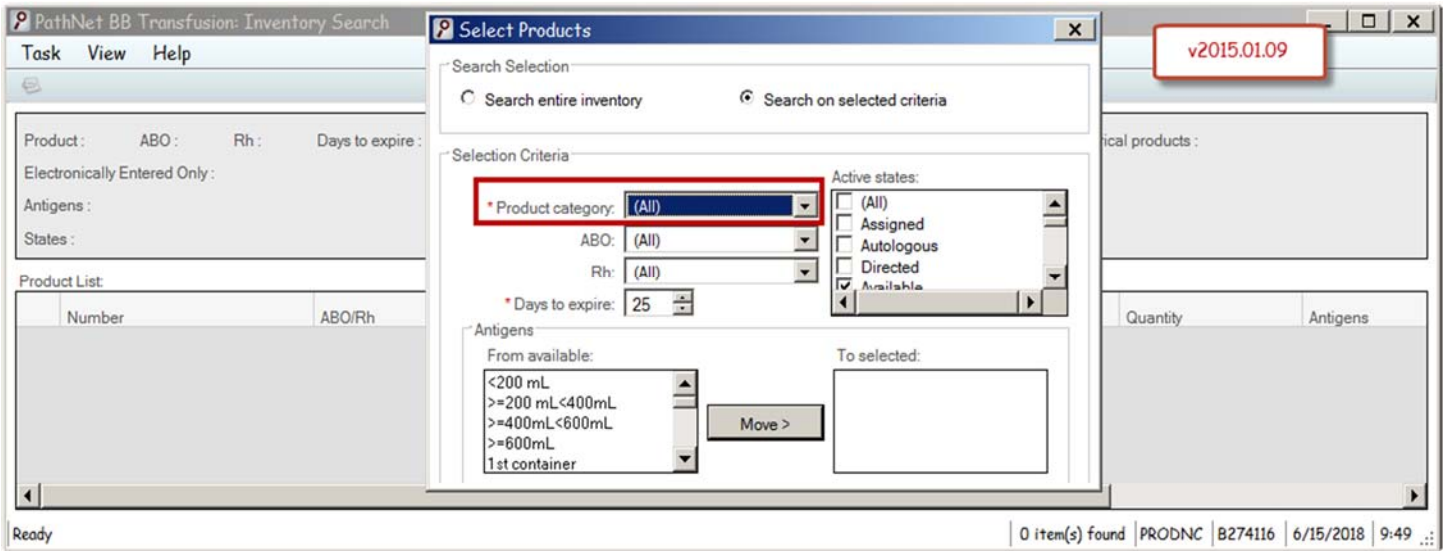 PathNet BB Transfusion: Inventory Search
Task View Help
Product : ABO : Rh : Days to expire : ical products :
Electronically Entered Only :
Antigens :
States :
Product List:
Number ABO/Rh Quantity Antigens
Select Products
v2015.01.09
Search Selection
Search entire inventory Search on selected criteria
Selection Criteria
Active states:
* Product category: (All)
ABO: (All)
Rh: (All)
* Days to expire: 25
(All)
Assigned
Autologous
Directed
Available
Antigens
From available: To selected:
<200 mL
>=200 mL<400mL
>=400mL<600mL
>=600mL
1st container
Move >
Ready 0 item(s) found PRODNC B274116 6/15/2018 9:49